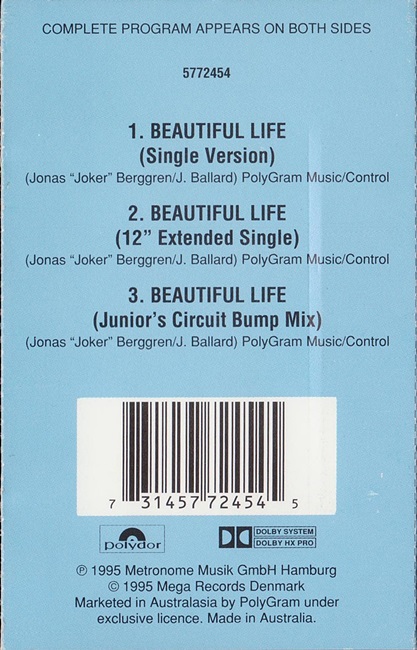 COMPLETE PROGRAM APPEARS ON BOTH SIDES
5772454
1. BEAUTIFUL LIFE
(Single Version)
(Jonas “Joker” Berggren/J. Ballard) PolyGram Music/Control
2. BEAUTIFUL LIFE
(12” Extended Single)
(Jonas “Joker” Berggren/J. Ballard) PolyGram Music/Control
3. BEAUTIFUL LIFE
(Junior’s Circuit Bump Mix)
(Jonas “Joker” Berggren/J. Ballard) PolyGram Music/Control
7 31457 72454 5
polydor
DOLBY SYSTEM
DOLBY HX PRO
℗ 1995 Metronome Musik GmbH Hamburg
© 1995 Mega Records Denmark
Marketed in Australasia by PolyGram under
exclusive licence. Made in Australia.